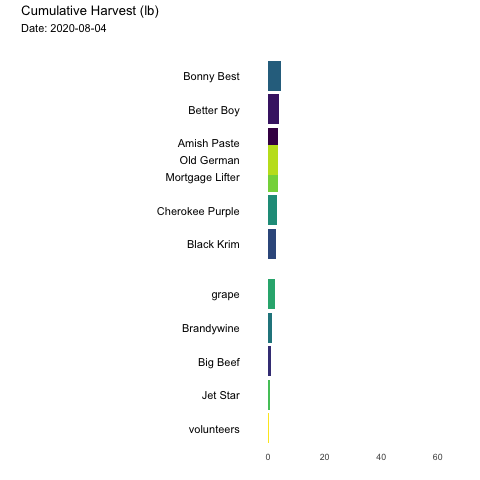 Cumulative Harvest (lb)
Date: 2020-08-04
Bonny Best
Better Boy
Amish Paste
Old German
Mortgage Lifter
Cherokee Purple
Black Krim
grape
Brandywine
Big Beef
Jet Star
volunteers
0 20 40 60